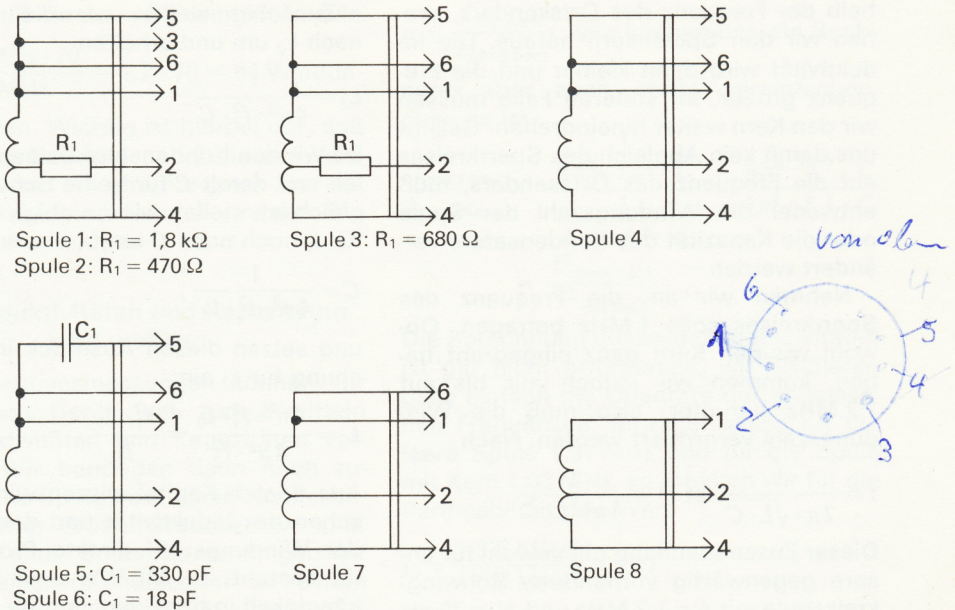 5
3
6
1
R₁
2
4
Spule 1: R₁ = 1,8 kΩ
Spule 2: R₁ = 470 Ω
5
6
1
R₁
2
4
Spule 3: R₁ = 680 Ω
5
6
1
2
4
Spule 4
von oben
4
6
5
1
4
2
3
C₁
5
6
1
2
4
Spule 5: C₁ = 330 pF
Spule 6: C₁ = 18 pF
6
1
2
4
Spule 7
1
2
4
Spule 8